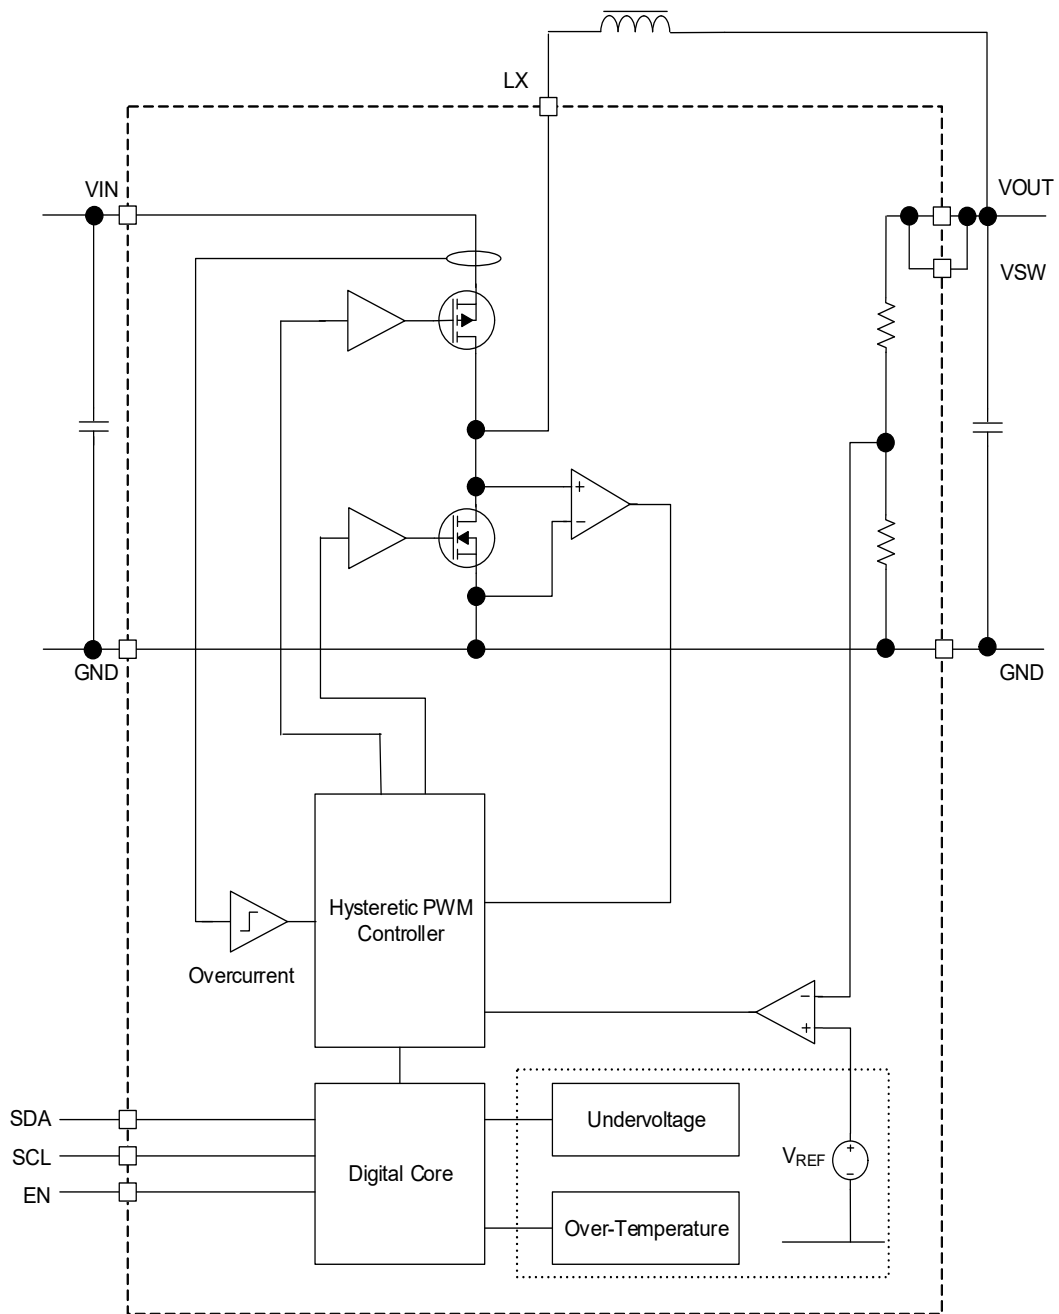 LX
VIN
VOUT
VSW
+
−
GND
GND
Hysteretic PWM
Controller
Overcurrent
−
+
SDA
SCL
EN
Digital Core
Undervoltage
Over-Temperature
VREF
+
−